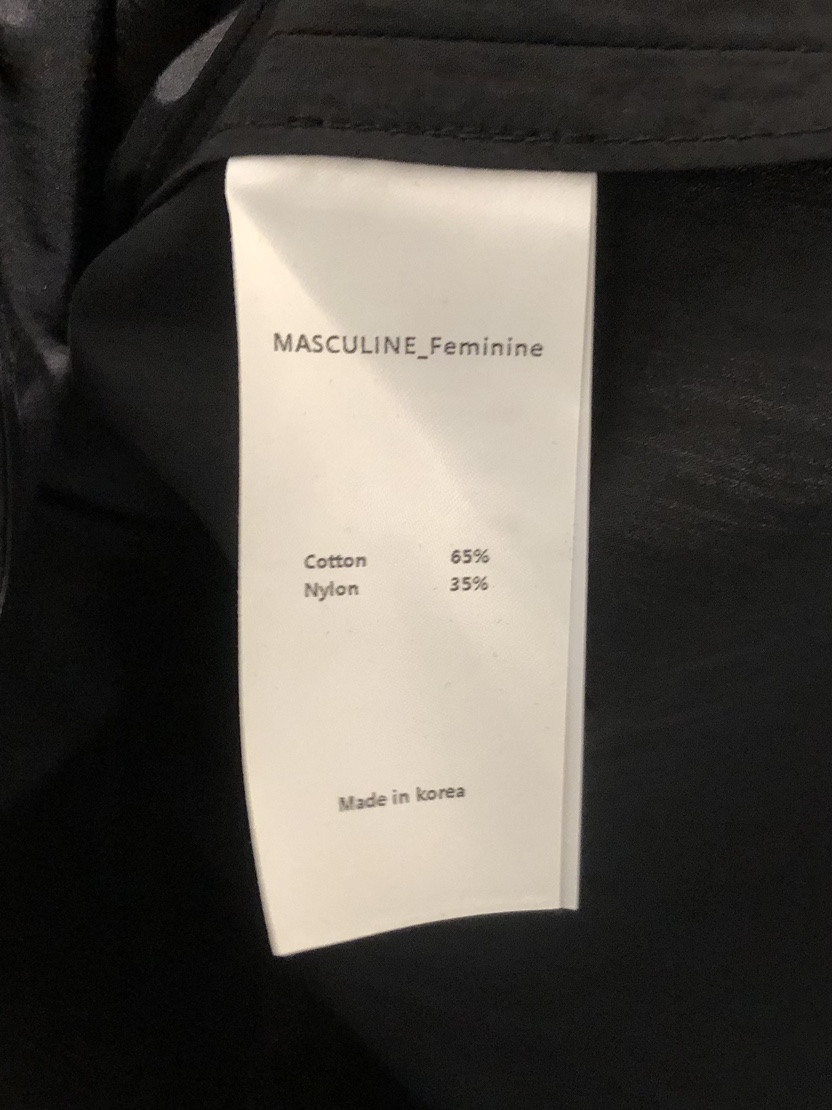 MASCULINE_Feminine
Cotton 65%
Nylon 35%
Made in korea